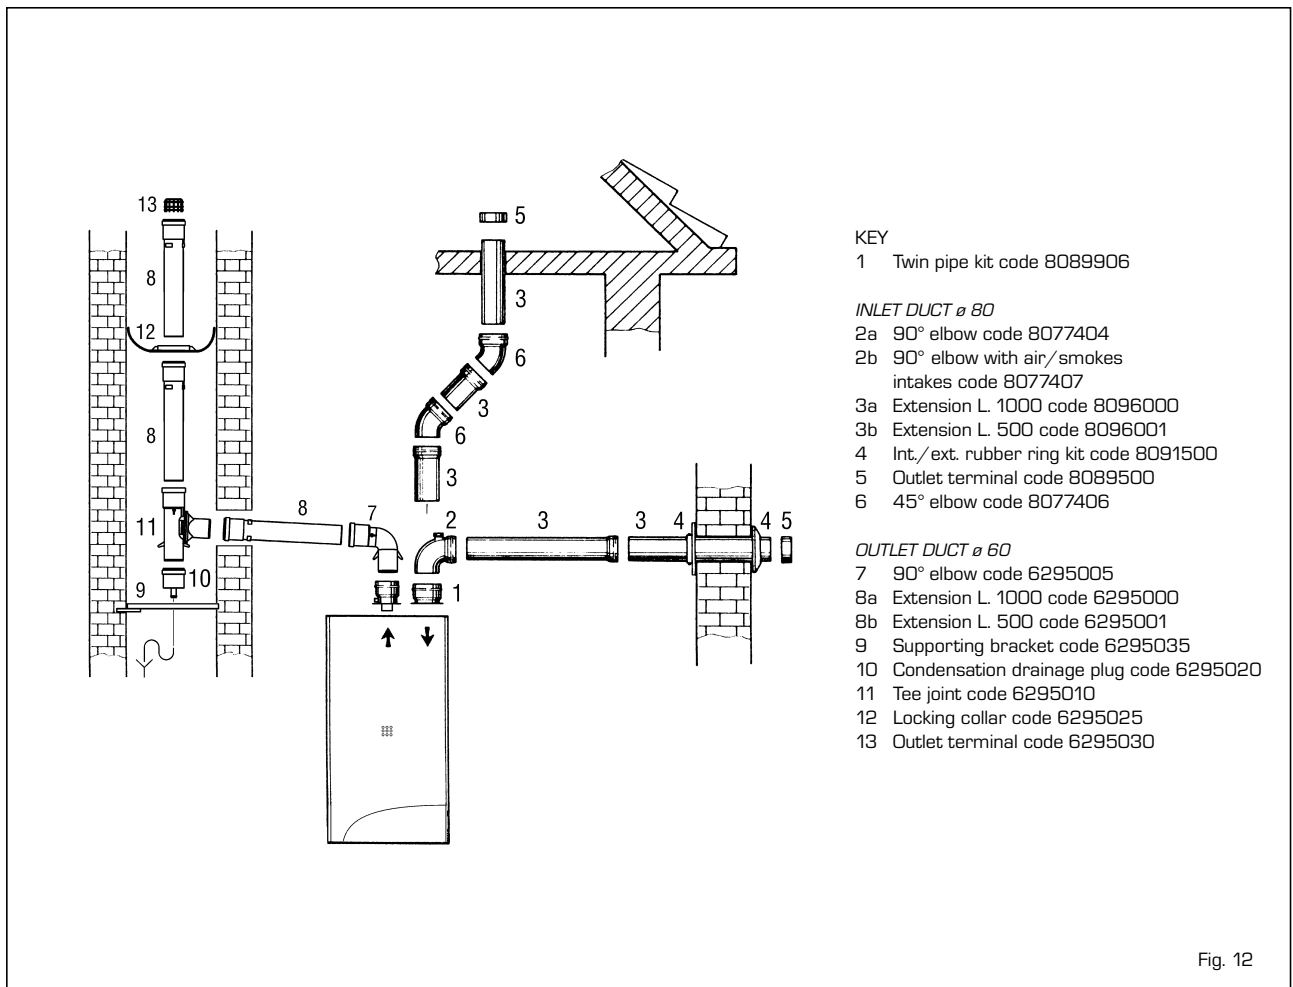 13
5
8
3
12
6
3
8
6
3
8
7
2
3
3
4
4
5
11
10
9
1
KEY
1 Twin pipe kit code 8089906
INLET DUCT ø 80
2a 90° elbow code 8077404
2b 90° elbow with air/smokes
intakes code 8077407
3a Extension L. 1000 code 8096000
3b Extension L. 500 code 8096001
4 Int./ext. rubber ring kit code 8091500
5 Outlet terminal code 8089500
6 45° elbow code 8077406
OUTLET DUCT ø 60
7 90° elbow code 6295005
8a Extension L. 1000 code 6295000
8b Extension L. 500 code 6295001
9 Supporting bracket code 6295035
10 Condensation drainage plug code 6295020
11 Tee joint code 6295010
12 Locking collar code 6295025
13 Outlet terminal code 6295030
Fig. 12